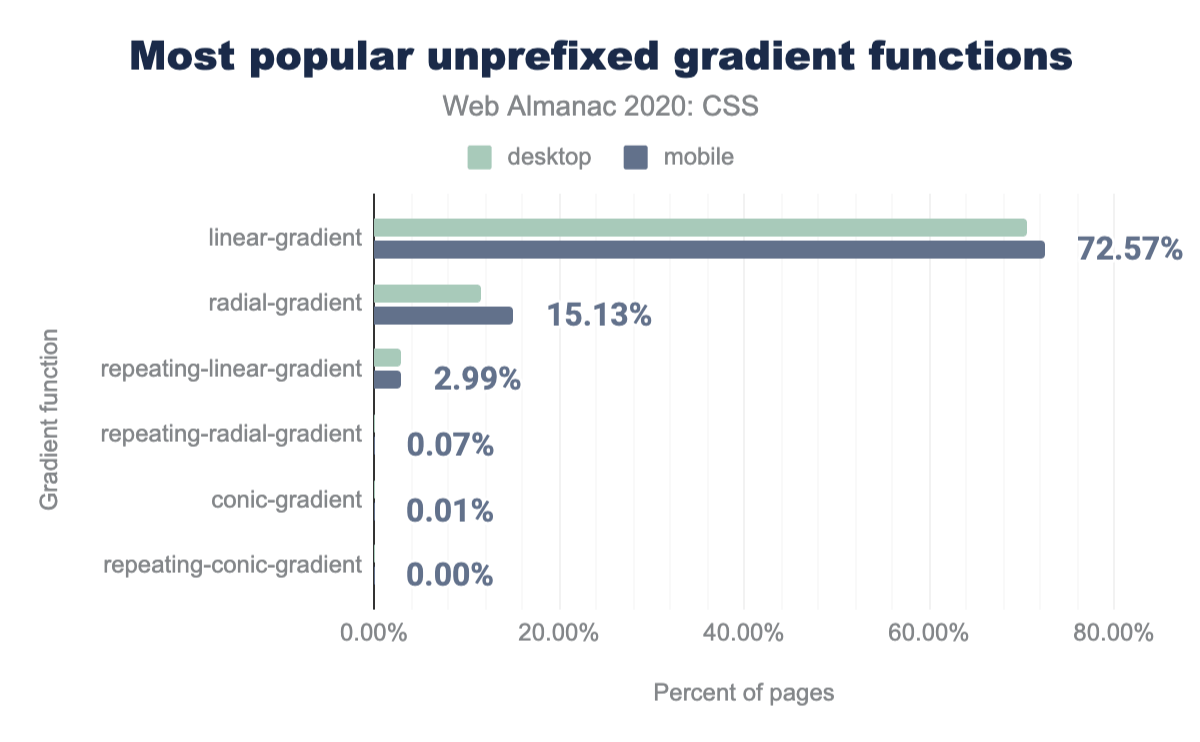 Most popular unprefixed gradient functions
Web Almanac 2020: CSS
desktop
mobile
Gradient function
linear-gradient
72.57%
radial-gradient
15.13%
repeating-linear-gradient
2.99%
repeating-radial-gradient
0.07%
conic-gradient
0.01%
repeating-conic-gradient
0.00%
0.00% 20.00% 40.00% 60.00% 80.00%
Percent of pages